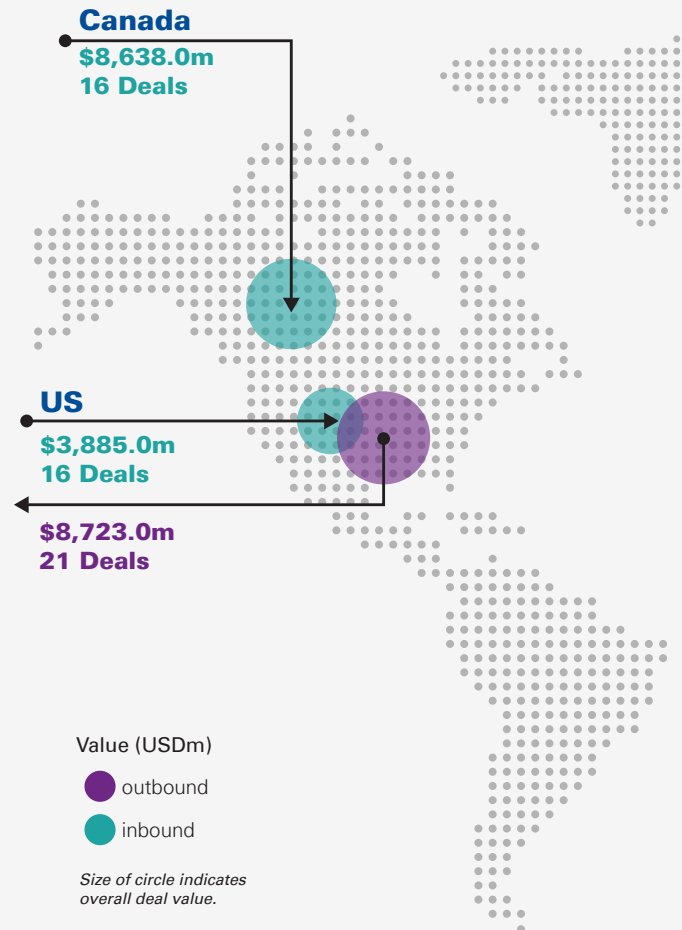 Canada
$8,638.0m
16 Deals
US
$3,885.0m
16 Deals
$8,723.0m
21 Deals
Value (USDm)
outbound
inbound
Size of circle indicates
overall deal value.